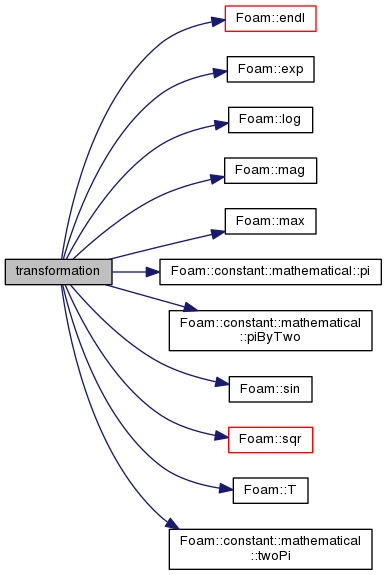 Foam::endl
Foam::exp
Foam::log
Foam::mag
Foam::max
transformation
Foam::constant::mathematical::pi
Foam::constant::mathematical
::piByTwo
Foam::sin
Foam::sqr
Foam::T
Foam::constant::mathematical
::twoPi